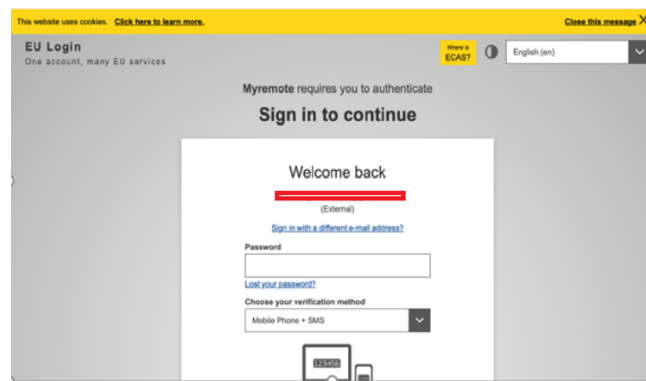 This website uses cookies. Click here to learn more. Close this message X
EU Login
One account, many EU services
Where is
ECAS?
English (en)
Myremote requires you to authenticate
Sign in to continue
Welcome back
(External)
Sign in with a different e-mail address?
Password
Lost your password?
Choose your verification method
Mobile Phone + SMS
123456